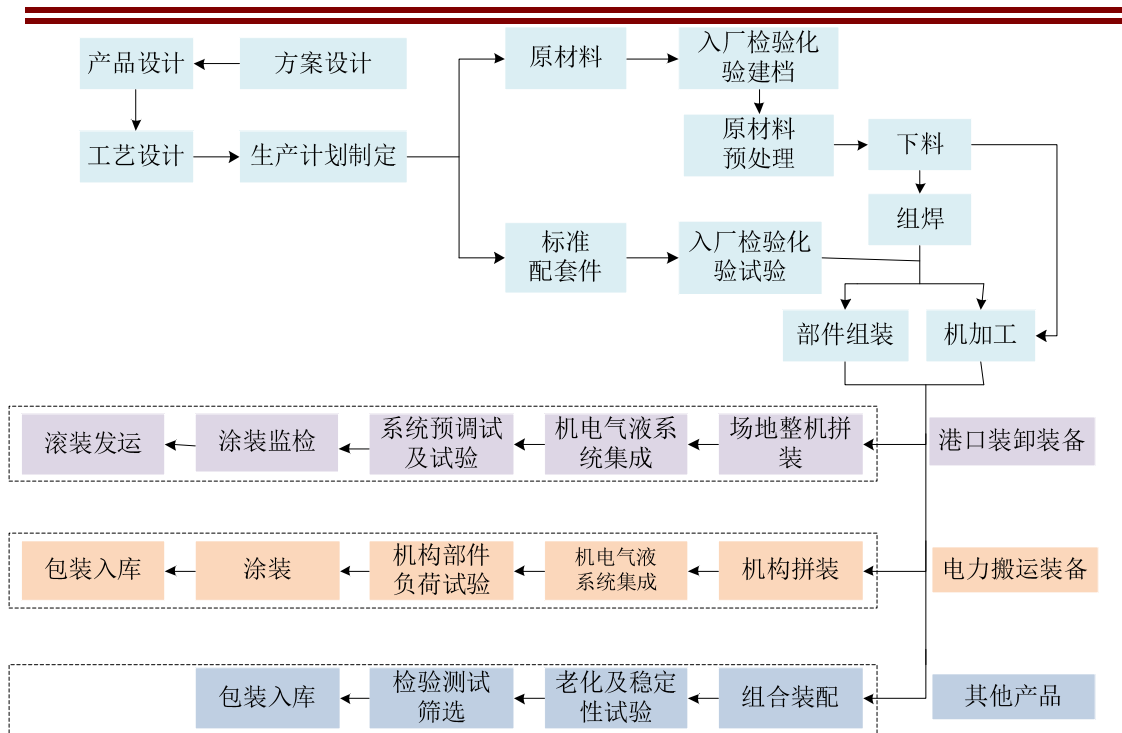 产品设计
方案设计
原材料
入厂检验化
验建档
工艺设计
生产计划制定
原材料
预处理
下料
组焊
标准
配套件
入厂检验化
验试验
部件组装
机加工
滚装发运
涂装监检
系统预调试
及试验
机电气液系
统集成
场地整机拼
装
港口装卸装备
包装入库
涂装
机构部件
负荷试验
机电气液
系统集成
机构拼装
电力搬运装备
包装入库
检验测试
筛选
老化及稳定
性试验
组合装配
其他产品